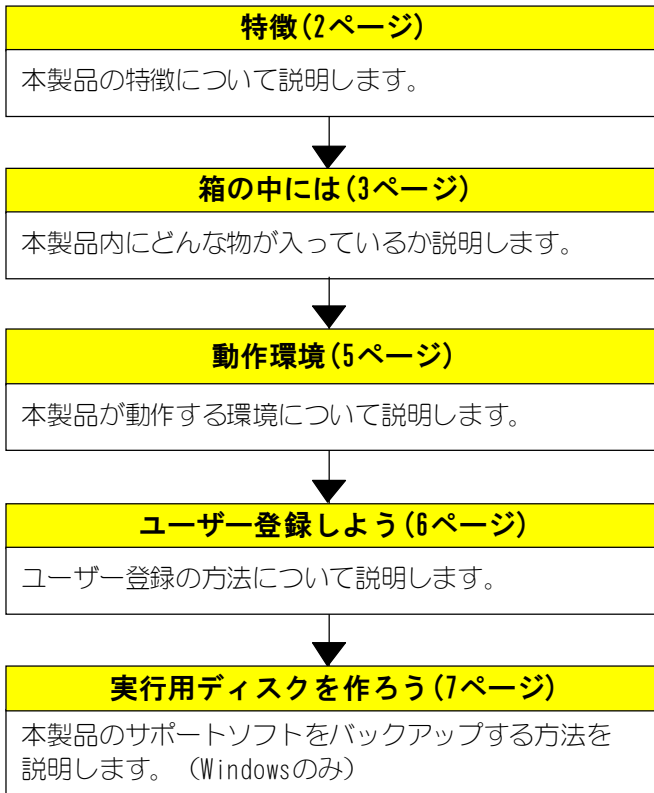 特徴(2ページ)
本製品の特徴について説明します。
箱の中には(3ページ)
本製品内にどんな物が入っているか説明します。
動作環境(5ページ)
本製品が動作する環境について説明します。
ユーザー登録しよう(6ページ)
ユーザー登録の方法について説明します。
実行用ディスクを作ろう(7ページ)
本製品のサポートソフトをバックアップする方法を
説明します。（Windowsのみ）